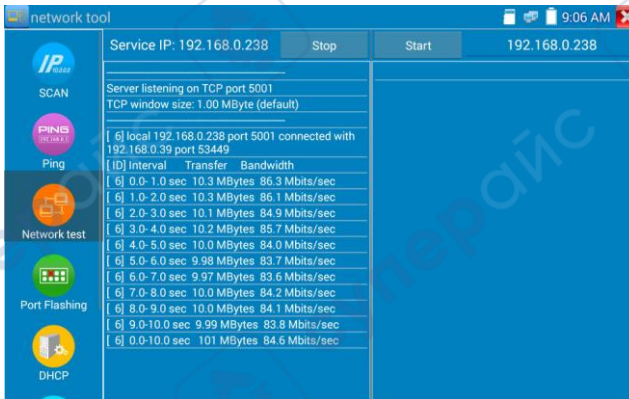 network tool
9:06 AM
Service IP: 192.168.0.238
Stop
Start
192.168.0.238
SCAN
PING
Ping
Network test
Port Flashing
DHCP
Server listening on TCP port 5001
TCP window size: 1.00 MByte (default)
[ 6] local 192.168.0.238 port 5001 connected with
192.168.0.39 port 53449
[ ID] Interval Transfer Bandwidth
[ 6] 0.0- 1.0 sec 10.3 MBytes 86.3 Mbits/sec
[ 6] 1.0- 2.0 sec 10.3 MBytes 86.1 Mbits/sec
[ 6] 2.0- 3.0 sec 10.1 MBytes 84.9 Mbits/sec
[ 6] 3.0- 4.0 sec 10.2 MBytes 85.7 Mbits/sec
[ 6] 4.0- 5.0 sec 10.0 MBytes 84.0 Mbits/sec
[ 6] 5.0- 6.0 sec 9.98 MBytes 83.7 Mbits/sec
[ 6] 6.0- 7.0 sec 9.97 MBytes 83.6 Mbits/sec
[ 6] 7.0- 8.0 sec 10.0 MBytes 84.2 Mbits/sec
[ 6] 8.0- 9.0 sec 10.0 MBytes 84.1 Mbits/sec
[ 6] 9.0-10.0 sec 9.99 MBytes 83.8 Mbits/sec
[ 6] 0.0-10.0 sec 101 MBytes 84.6 Mbits/sec